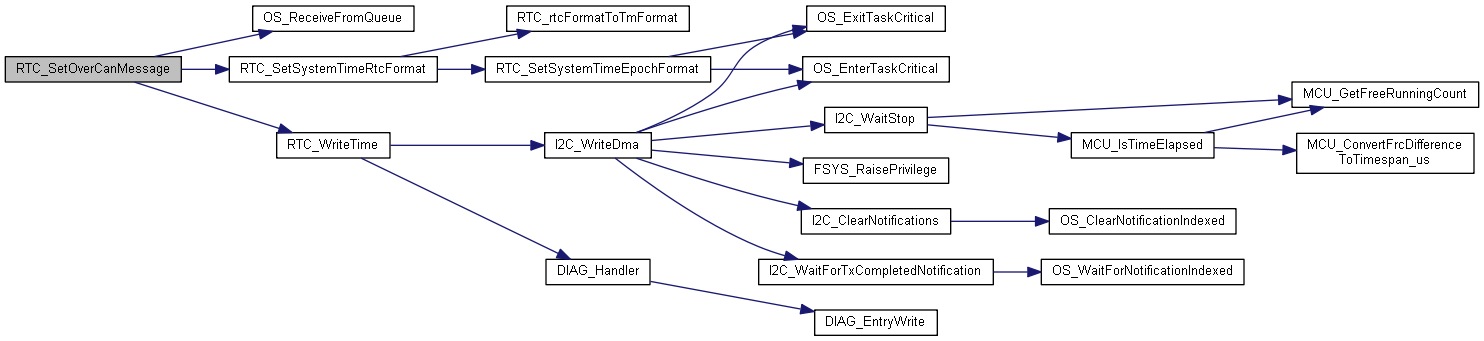 OS_ReceiveFromQueue
RTC_rtcFormatToTmFormat
OS_ExitTaskCritical
RTC_SetOverCanMessage
RTC_SetSystemTimeRtcFormat
RTC_SetSystemTimeEpochFormat
OS_EnterTaskCritical
MCU_GetFreeRunningCount
I2C_WaitStop
RTC_WriteTime
I2C_WriteDma
MCU_IsTimeElapsed
MCU_ConvertFrcDifference
ToTimespan_us
FSYS_RaisePrivilege
I2C_ClearNotifications
OS_ClearNotificationIndexed
DIAG_Handler
I2C_WaitForTxCompletedNotification
OS_WaitForNotificationIndexed
DIAG_EntryWrite